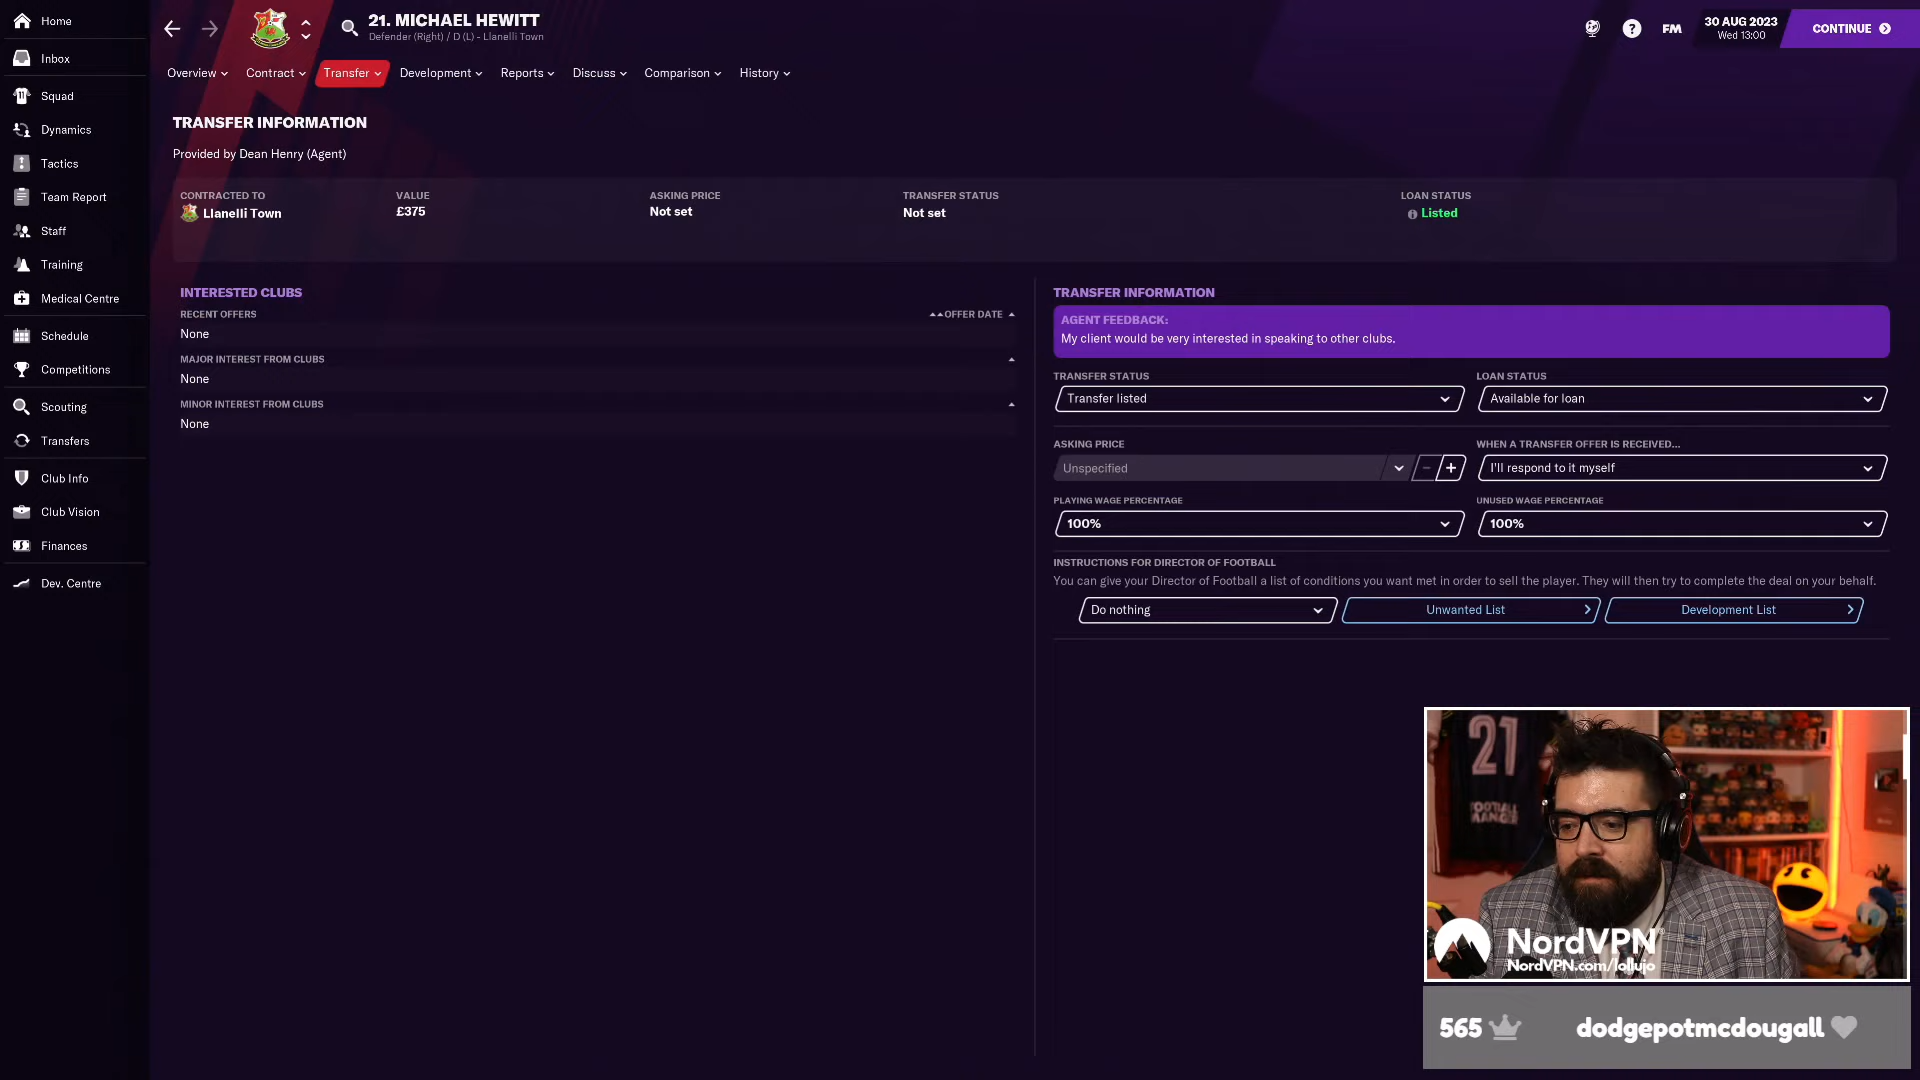 Home
Inbox
Squad
Dynamics
Tactics
Team Report
Staff
Training
Medical Centre
Schedule
Competitions
Scouting
Transfers
Club Info
Club Vision
Finances
Dev. Centre
21. MICHAEL HEWITT
Defender (Right) / D (L) - Llanelli Town
FM
30 AUG 2023
Wed 13:00
CONTINUE
Overview
Contract
Transfer
Development
Reports
Discuss
Comparison
History
TRANSFER INFORMATION
Provided by Dean Henry (Agent)
CONTRACTED TO
Llanelli Town
VALUE
£375
ASKING PRICE
Not set
TRANSFER STATUS
Not set
LOAN STATUS
Listed
INTERESTED CLUBS
RECENT OFFERS
OFFER DATE
None
MAJOR INTEREST FROM CLUBS
None
MINOR INTEREST FROM CLUBS
None
TRANSFER INFORMATION
AGENT FEEDBACK:
My client would be very interested in speaking to other clubs.
TRANSFER STATUS
Transfer listed
LOAN STATUS
Available for loan
ASKING PRICE
Unspecified
WHEN A TRANSFER OFFER IS RECEIVED...
I'll respond to it myself
PLAYING WAGE PERCENTAGE
100%
UNUSED WAGE PERCENTAGE
100%
INSTRUCTIONS FOR DIRECTOR OF FOOTBALL
You can give your Director of Football a list of conditions you want met in order to sell the player. They will then try to complete the deal on your behalf.
Do nothing
Unwanted List
Development List
21
NordVPN
NordVPN.com/lollujo
565
dodgepotmcdougall